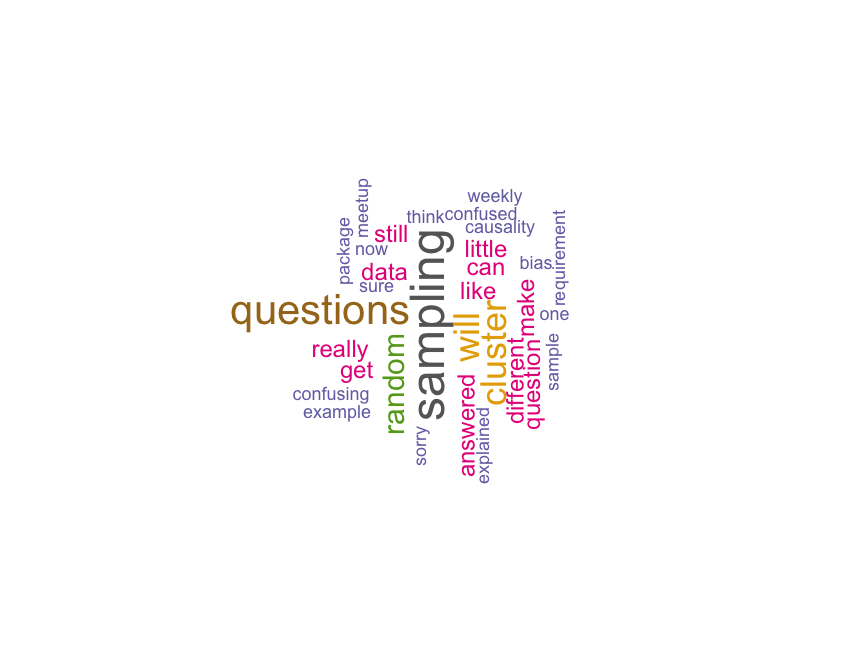 weekly
meetup
think
confused
causality
still
package
now
little
requirement
data
can
bias
sure
like
sampling
questions
make
one
will
cluster
really
random
different
question
sample
get
confusing
example
answered
explained
sorry